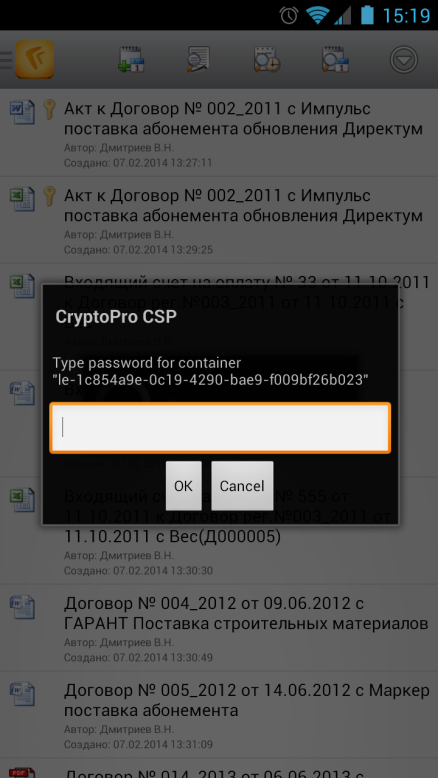 15:19
Акт к Договор № 002_2011 с Импульс
поставка абонемента обновления Директум
Автор: Дмитриев В.Н.
Создано: 07.02.2014 13:27:11
Акт к Договор № 002_2011 с Импульс
поставка абонемента обновления Директум
Автор: Дмитриев В.Н.
Создано: 07.02.2014 13:29:25
Входящий счет на оплату № 33 от 11.10.2011
к Договор рег.№003_2011 от 11.10.2011 с
CryptoPro CSP
Type password for container
"le-1c854a9e-0c19-4290-bae9-f009bf26b023"
OK
Cancel
Входящий № 555 от
11.10.2011 к Договор рег.№003_2011 от
11.10.2011 с Вес(Д000005)
Автор: Дмитриев В.Н.
Создано: 07.02.2014 13:30:30
Договор № 004_2012 от 09.06.2012 с
ГАРАНТ Поставка строительных материалов
Автор: Дмитриев В.Н.
Создано: 07.02.2014 13:30:49
Договор № 005_2012 от 14.06.2012 с Маркер
поставка абонемента
Автор: Дмитриев В.Н.
Создано: 07.02.2014 13:31:09
PDF
Договор № 014_2013 от 06.06.2013 с